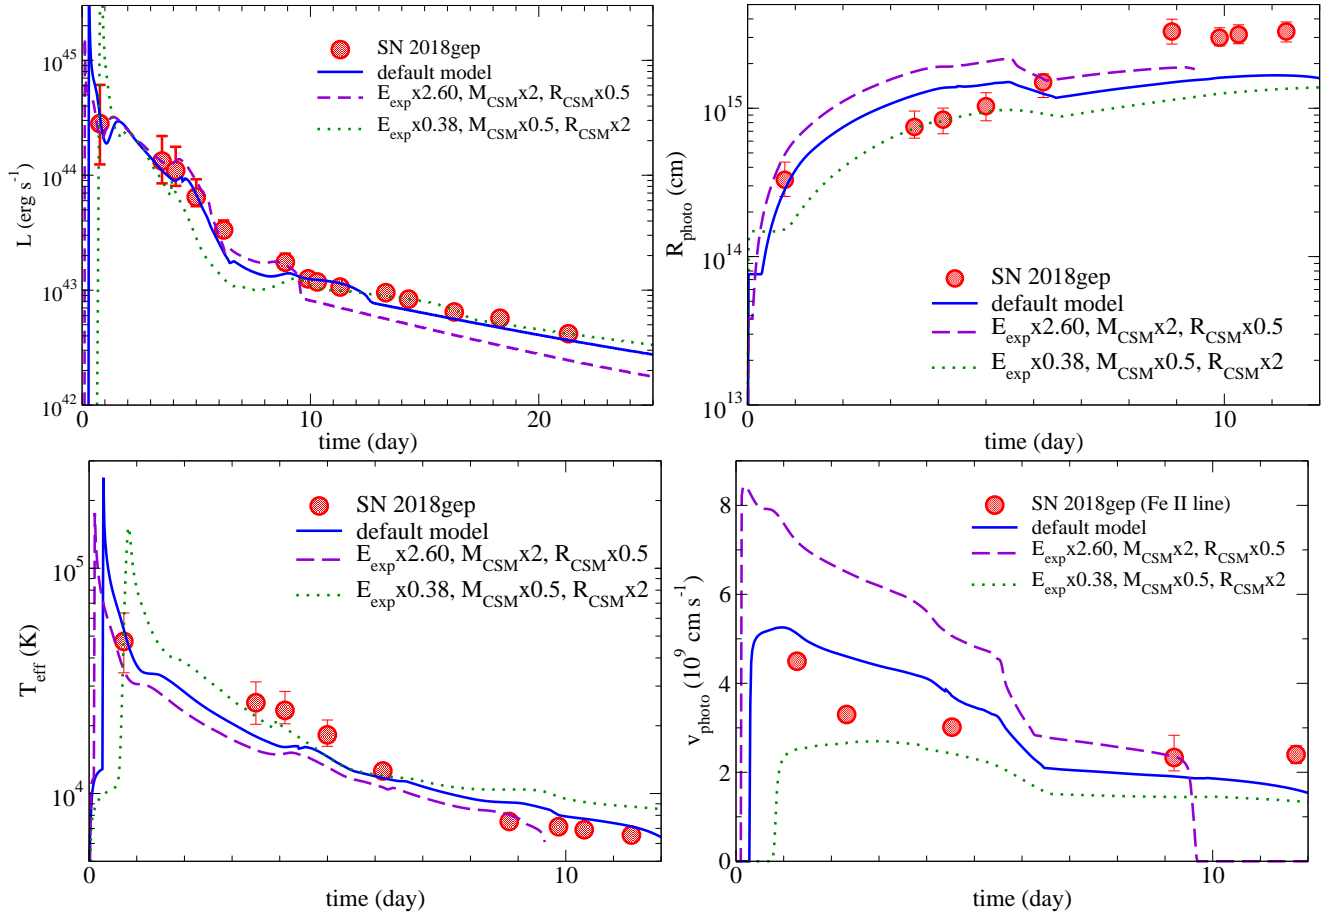 SN 2018gep
default model
E_exp x2.60, M_CSM x2, R_CSM x0.5
E_exp x0.38, M_CSM x0.5, R_CSM x2
L (erg s^-1)
10^45
10^44
10^43
10^42
0 10 20
time (day)
SN 2018gep
default model
E_exp x2.60, M_CSM x2, R_CSM x0.5
E_exp x0.38, M_CSM x0.5, R_CSM x2
R_photo (cm)
10^15
10^14
10^13
0 10
time (day)
SN 2018gep
default model
E_exp x2.60, M_CSM x2, R_CSM x0.5
E_exp x0.38, M_CSM x0.5, R_CSM x2
T_eff (K)
10^5
10^4
0 10
time (day)
SN 2018gep (Fe II line)
default model
E_exp x2.60, M_CSM x2, R_CSM x0.5
E_exp x0.38, M_CSM x0.5, R_CSM x2
v_photo (10^9 cm s^-1)
8
6
4
2
0
0 10
time (day)